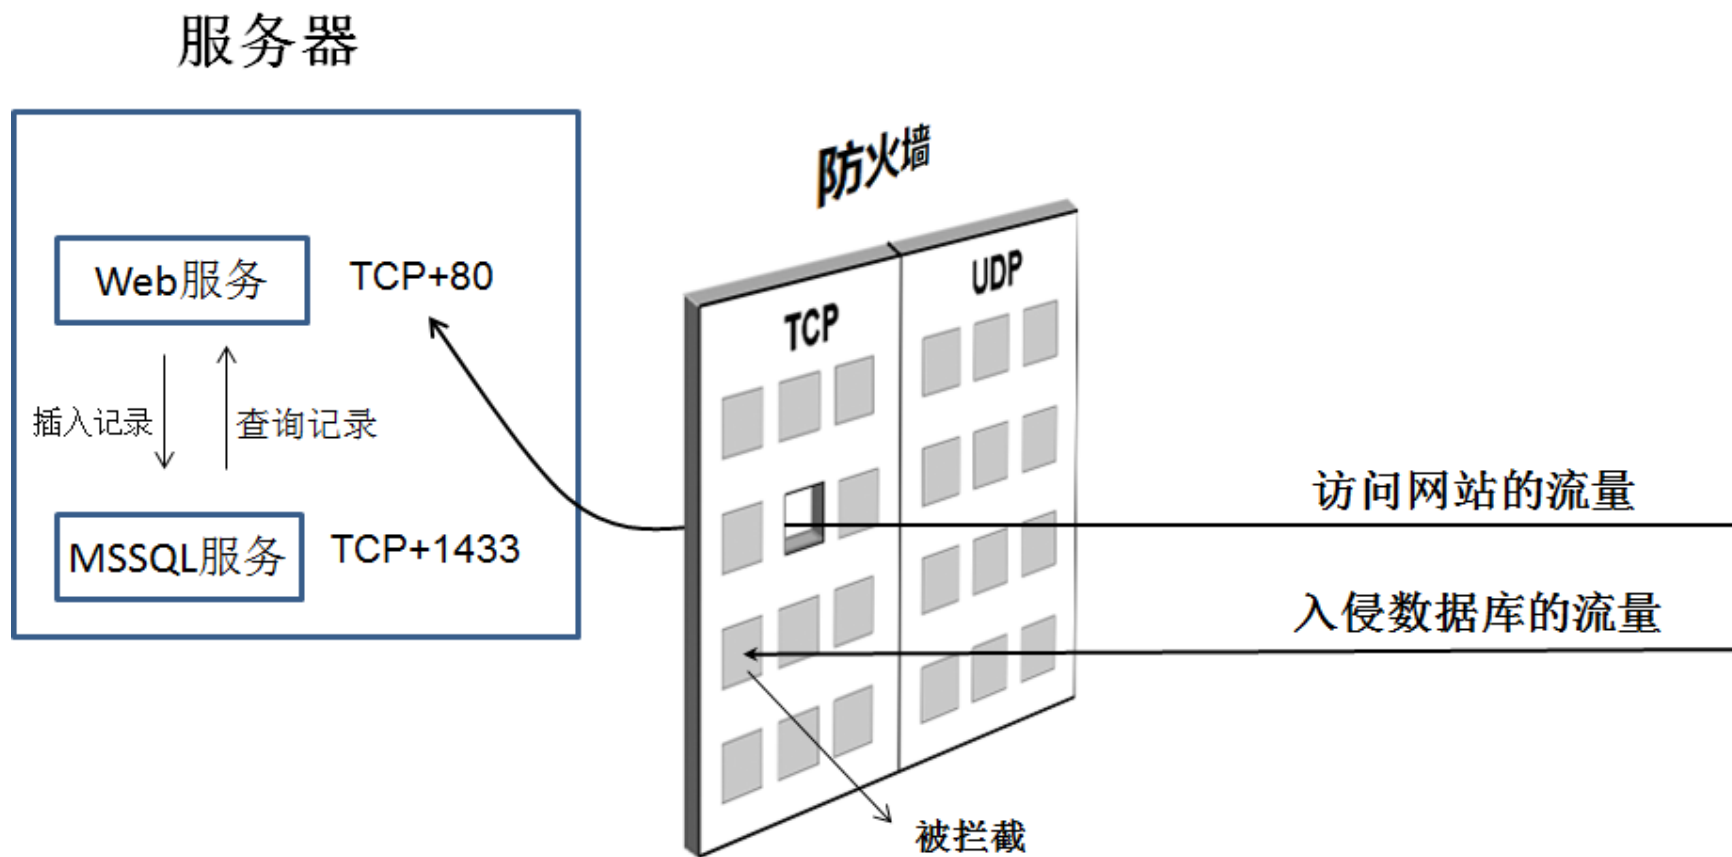 服务器
防火墙
Web服务
TCP+80
UDP
TCP
插入记录
查询记录
访问网站的流量
MSSQL服务
TCP+1433
入侵数据库的流量
被拦截